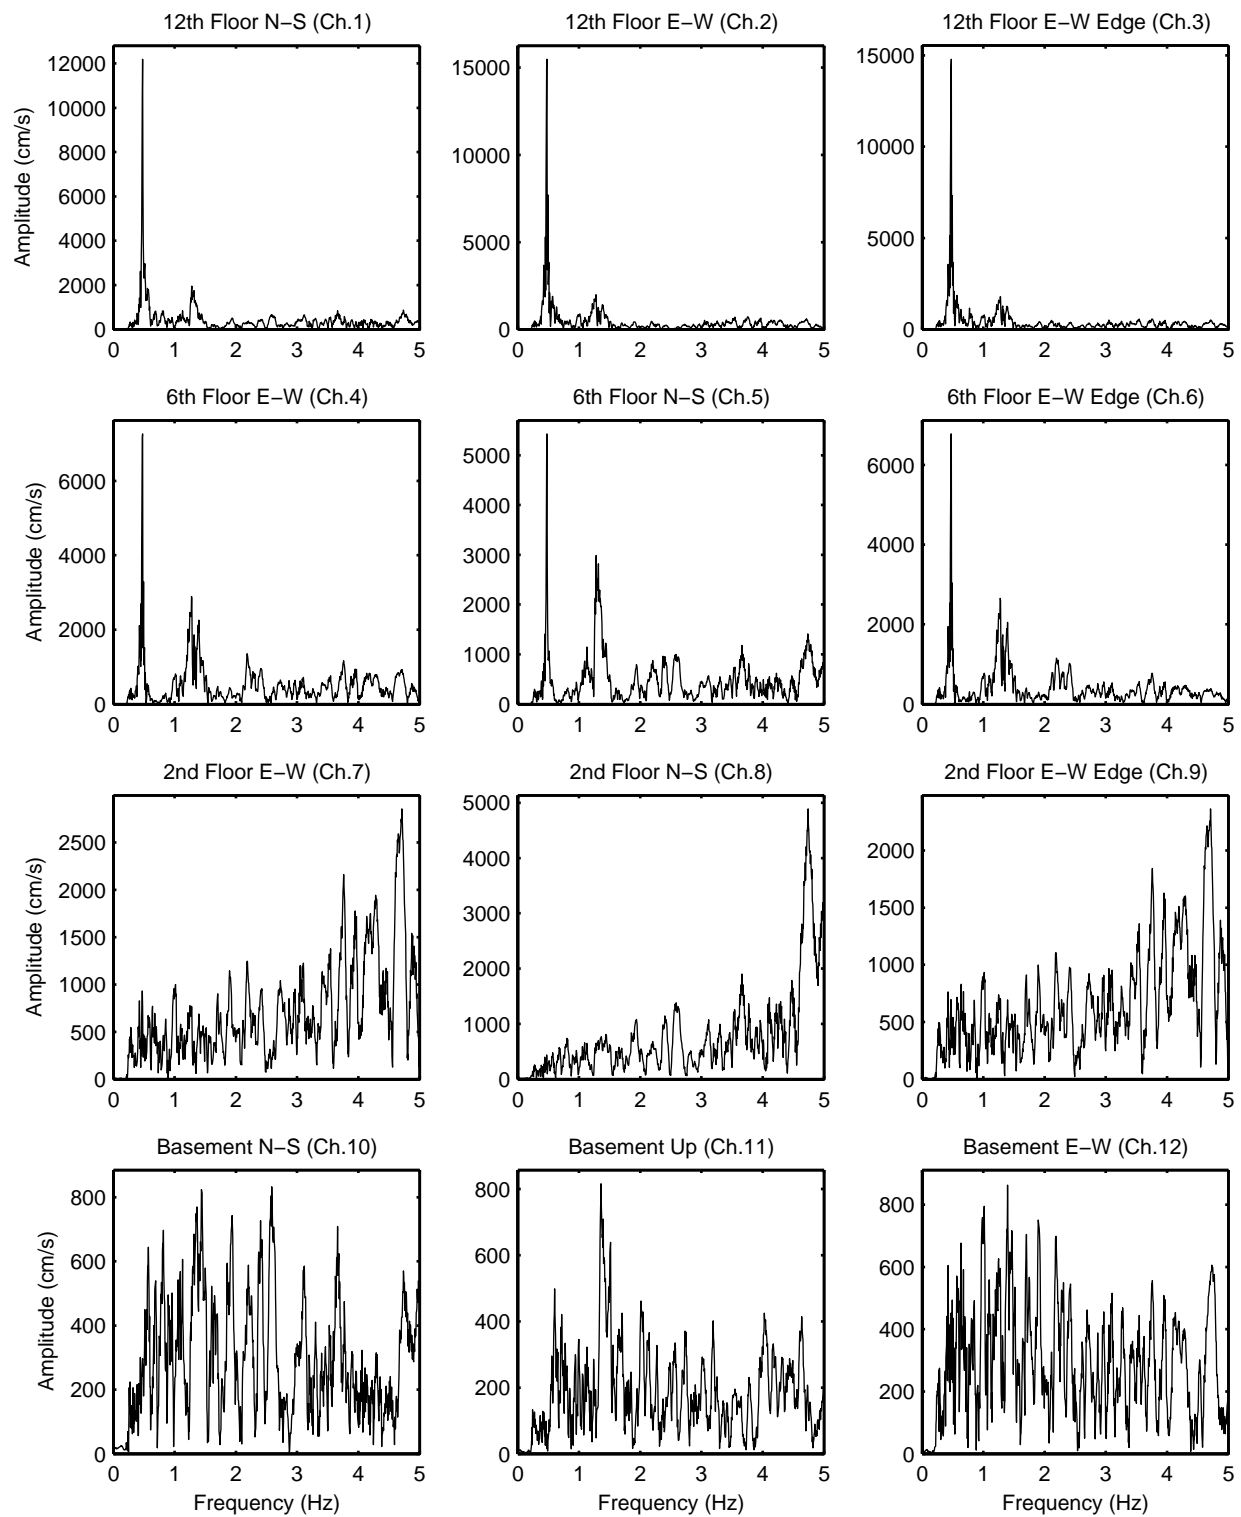 12th Floor N−S (Ch.1)
12th Floor E−W (Ch.2)
12th Floor E−W Edge (Ch.3)
Amplitude (cm/s)
12000
10000
8000
6000
4000
2000
0
0 1 2 3 4 5
15000
10000
5000
0
0 1 2 3 4 5
15000
10000
5000
0
0 1 2 3 4 5
6th Floor E−W (Ch.4)
6th Floor N−S (Ch.5)
6th Floor E−W Edge (Ch.6)
Amplitude (cm/s)
6000
4000
2000
0
0 1 2 3 4 5
5000
4000
3000
2000
1000
0
0 1 2 3 4 5
6000
4000
2000
0
0 1 2 3 4 5
2nd Floor E−W (Ch.7)
2nd Floor N−S (Ch.8)
2nd Floor E−W Edge (Ch.9)
Amplitude (cm/s)
2500
2000
1500
1000
500
0
0 1 2 3 4 5
5000
4000
3000
2000
1000
0
0 1 2 3 4 5
2000
1500
1000
500
0
0 1 2 3 4 5
Basement N−S (Ch.10)
Basement Up (Ch.11)
Basement E−W (Ch.12)
Amplitude (cm/s)
800
600
400
200
0
0 1 2 3 4 5
Frequency (Hz)
800
600
400
200
0
0 1 2 3 4 5
Frequency (Hz)
800
600
400
200
0
0 1 2 3 4 5
Frequency (Hz)